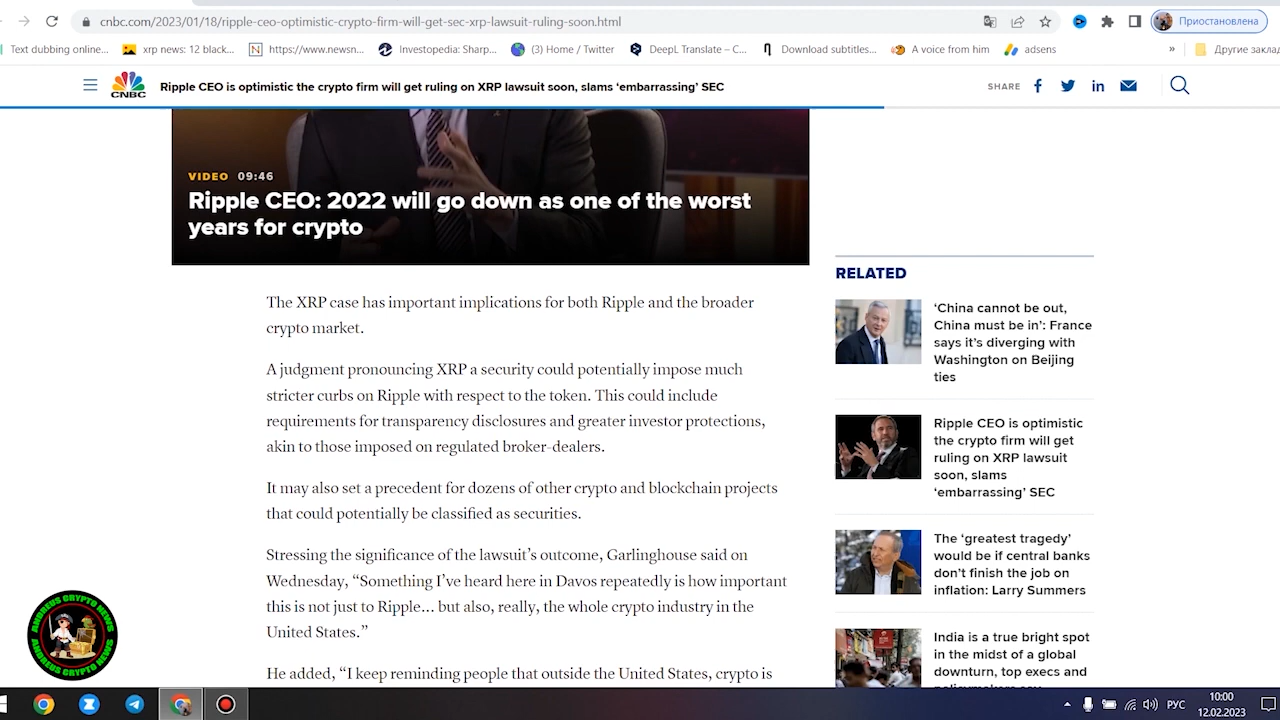 cnbc.com/2023/01/18/ripple-ceo-optimistic-crypto-firm-will-get-sec-xrp-lawsuit-ruling-soon.html
Приостановлена
Text dubbing online...
xrp news: 12 black...
https://www.newsn...
Investopedia: Sharp...
(3) Home / Twitter
DeepL Translate – C...
Download subtitles...
A voice from him
adsens
»
Другие закла
CNBC
Ripple CEO is optimistic the crypto firm will get ruling on XRP lawsuit soon, slams ‘embarrassing’ SEC
SHARE
VIDEO 09:46
Ripple CEO: 2022 will go down as one of the worst
years for crypto
The XRP case has important implications for both Ripple and the broader
crypto market.
A judgment pronouncing XRP a security could potentially impose much
stricter curbs on Ripple with respect to the token. This could include
requirements for transparency disclosures and greater investor protections,
akin to those imposed on regulated broker-dealers.
It may also set a precedent for dozens of other crypto and blockchain projects
that could potentially be classified as securities.
Stressing the significance of the lawsuit’s outcome, Garlinghouse said on
Wednesday, “Something I’ve heard here in Davos repeatedly is how important
this is not just to Ripple… but also, really, the whole crypto industry in the
United States.”
He added, “I keep reminding people that outside the United States, crypto is
RELATED
‘China cannot be out,
China must be in’: France
says it’s diverging with
Washington on Beijing
ties
Ripple CEO is optimistic
the crypto firm will get
ruling on XRP lawsuit
soon, slams
‘embarrassing’ SEC
The ‘greatest tragedy’
would be if central banks
don’t finish the job on
inflation: Larry Summers
India is a true bright spot
in the midst of a global
downturn, top execs and
ANDREUS CRYPTO NEWS
ANDREUS CRYPTO NEWS
РУС
10:00
12.02.2023